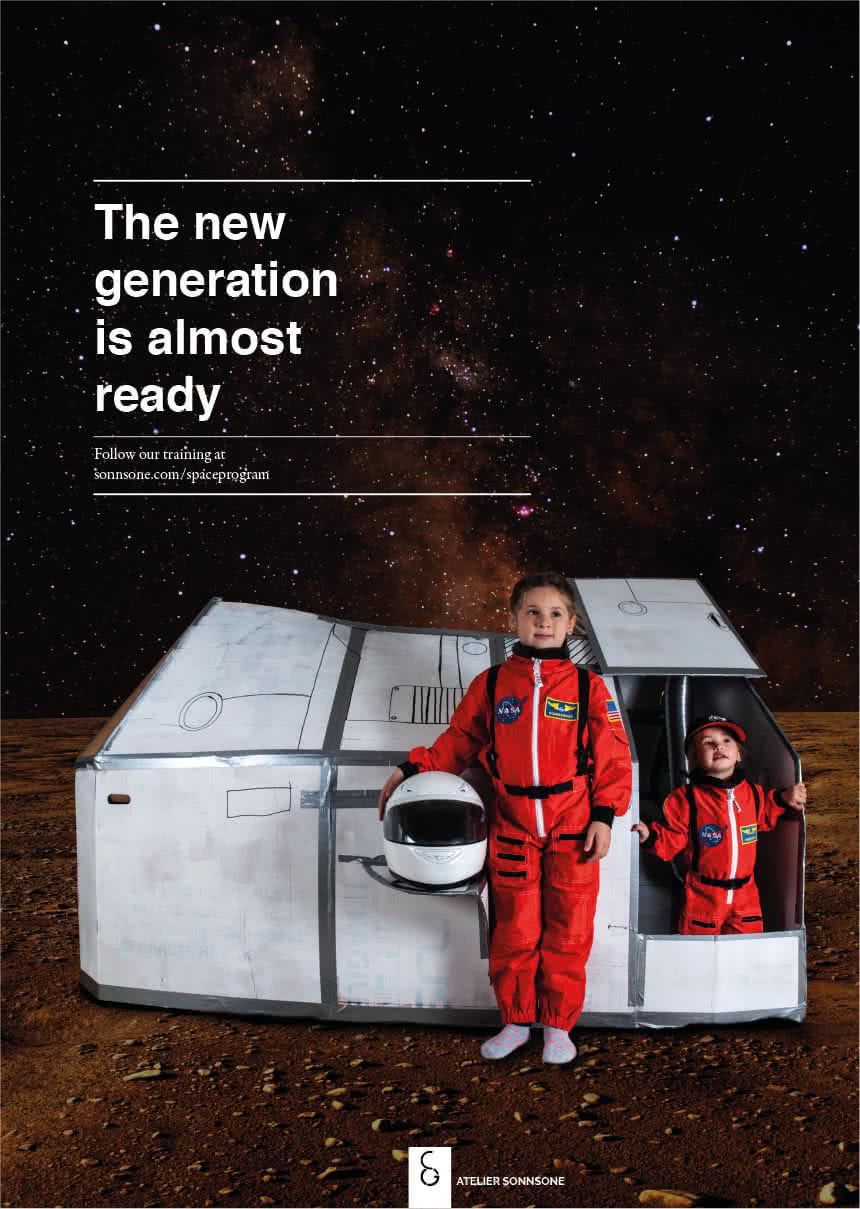 The new
generation
is almost
ready
Follow our training at
sonnsone.com/spaceprogram
NASA
NASA
ATELIER SONNSONE